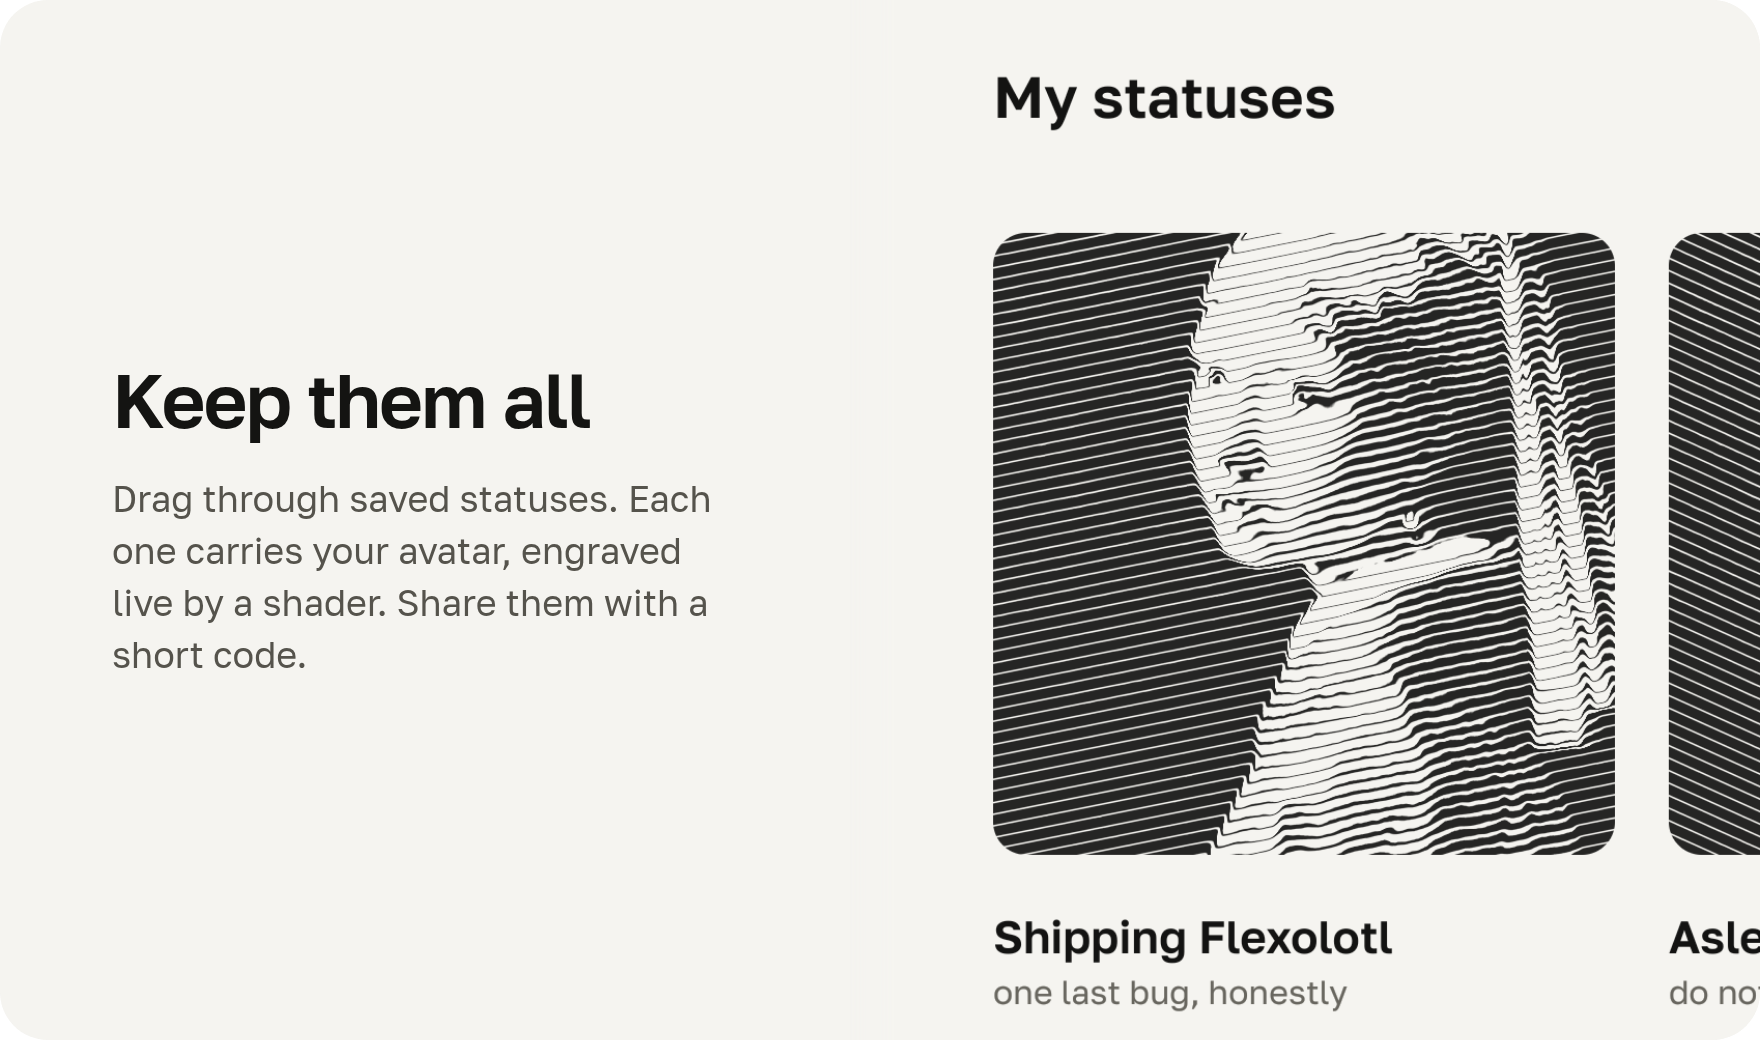 My statuses
Keep them all
Drag through saved statuses. Each
one carries your avatar, engraved
live by a shader. Share them with a
short code.
Shipping Flexolotl
one last bug, honestly
do